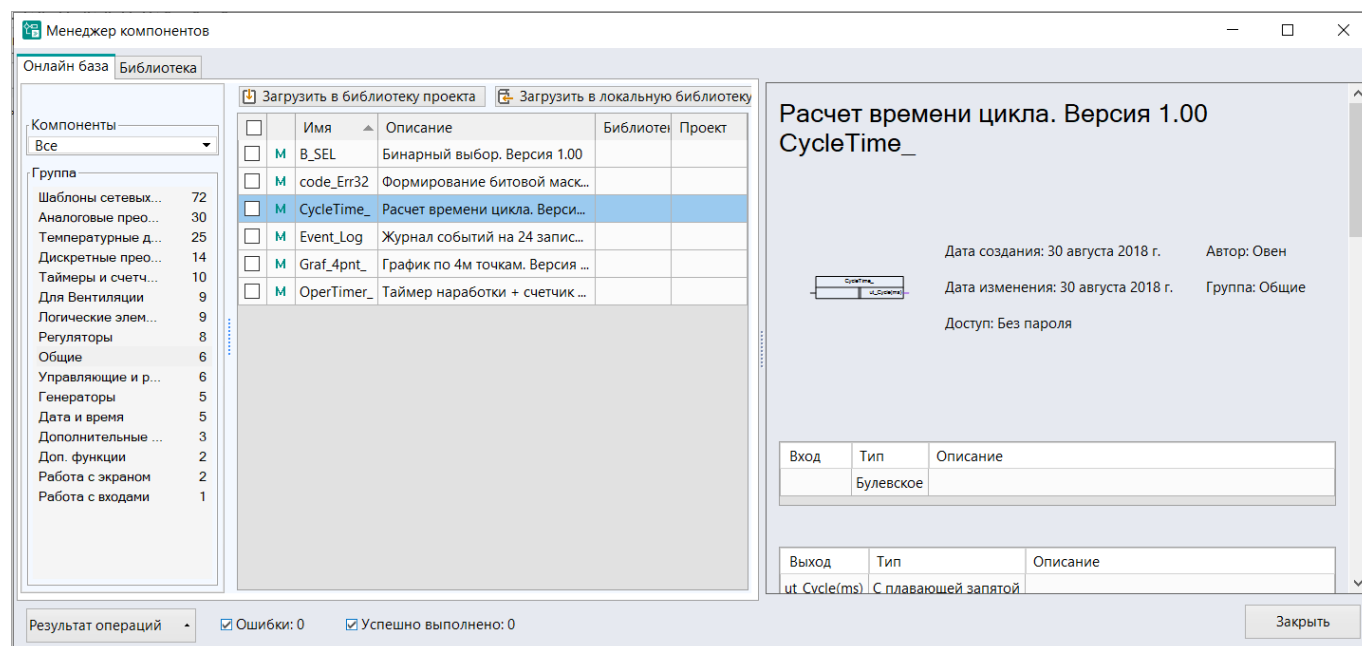 Менеджер компонентов
Онлайн база
Библиотека
Компоненты
Все
Группа
Шаблоны сетевых... 72
Аналоговые прео... 30
Температурные д... 25
Дискретные прео... 14
Таймеры и счетч... 10
Для Вентиляции 9
Логические элем... 9
Регуляторы 8
Общие 6
Управляющие и р... 6
Генераторы 5
Дата и время 5
Дополнительные ... 3
Доп. функции 2
Работа с экраном 2
Работа с входами 1
Загрузить в библиотеку проекта
Загрузить в локальную библиотеку
Имя Описание Библиотек Проект
M B_SEL Бинарный выбор. Версия 1.00
M code_Err32 Формирование битовой маск...
M CycleTime_ Расчет времени цикла. Верси...
M Event_Log Журнал событий на 24 запис...
M Graf_4pnt_ График по 4м точкам. Версия ...
M OperTimer_ Таймер наработки + счетчик ...
Расчет времени цикла. Версия 1.00
CycleTime_
CycleTime_
ut_Cycle(ms)
Дата создания: 30 августа 2018 г. Автор: Овен
Дата изменения: 30 августа 2018 г. Группа: Общие
Доступ: Без пароля
Вход Тип Описание
Булевское
Выход Тип Описание
ut_Cycle(ms) С плавающей запятой
Результат операций
Ошибки: 0
Успешно выполнено: 0
Закрыть